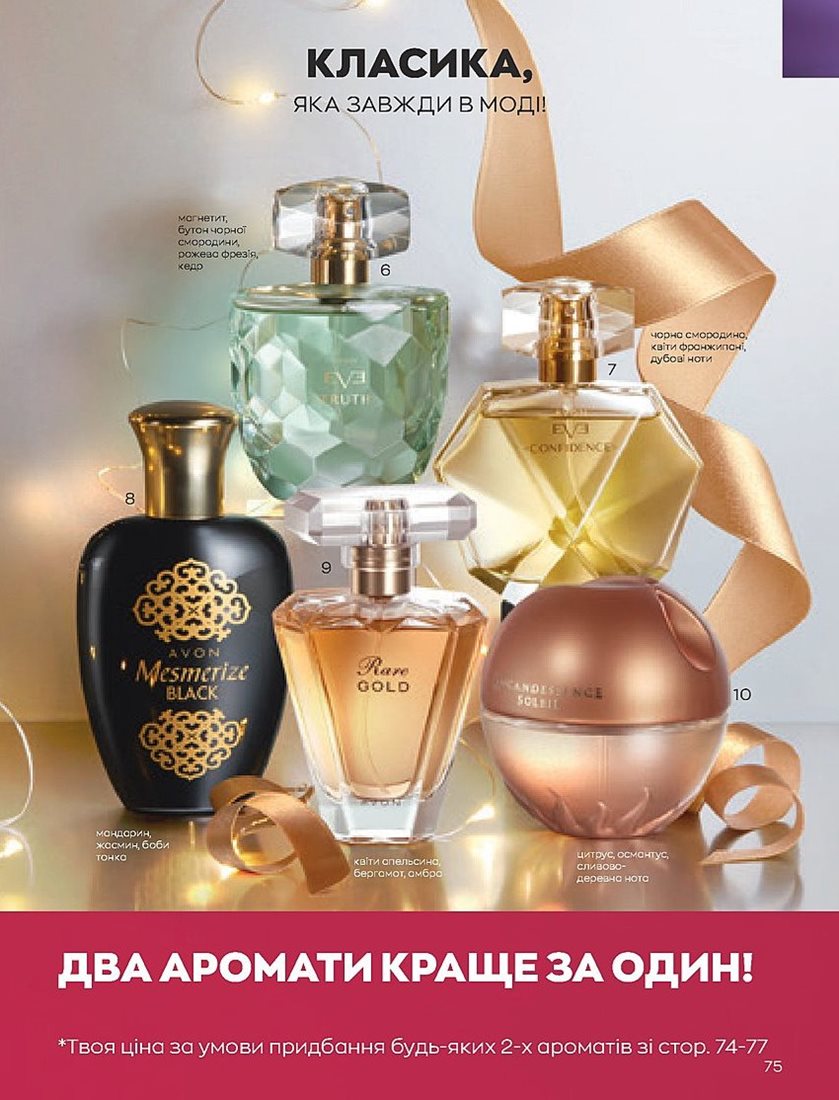 КЛАСИКА,
ЯКА ЗАВЖДИ В МОДІ!
магнетит,
бутон чорної
смородини,
рожева фрезія,
кедр
6
EVE
TRUTH
чорна смородина,
квіти франжипані,
дубові ноти
7
EVE
CONFIDENCE
8
AVON
Mesmerize
BLACK
9
Rare
GOLD
AVON
INCANDESSENCE
SOLEIL
10
мандарин,
жасмин, боби
тонка
квіти апельсина,
бергамот, амбра
цитрус, османтус,
сливово-
деревна нота
ДВА АРОМАТИ КРАЩЕ ЗА ОДИН!
*Твоя ціна за умови придбання будь-яких 2-х ароматів зі стор. 74-77
75